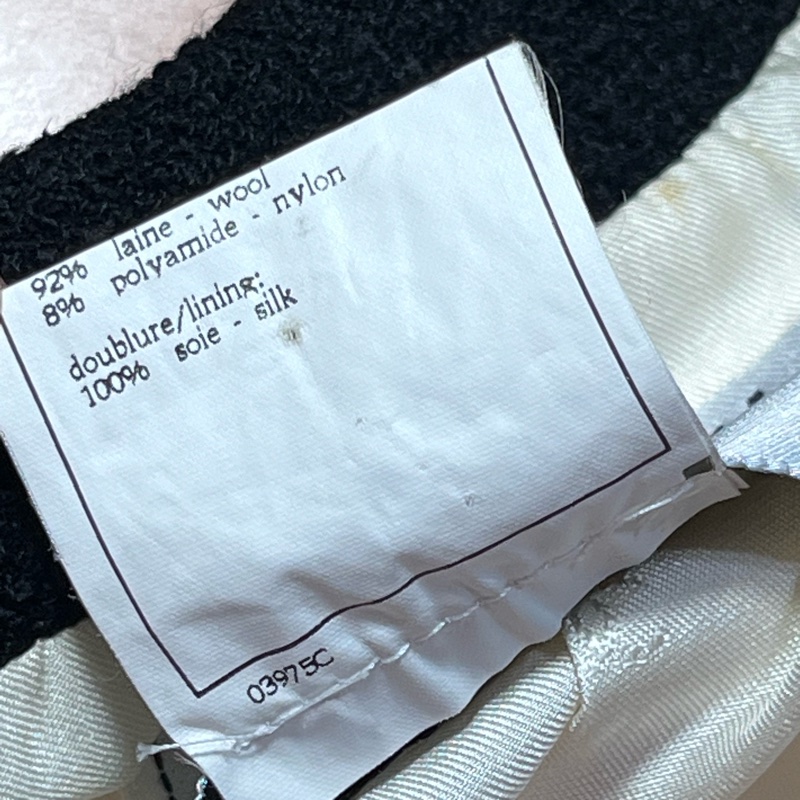 92% laine - wool
8% polyamide - nylon
doublure/lining:
100% soie - silk
03975C